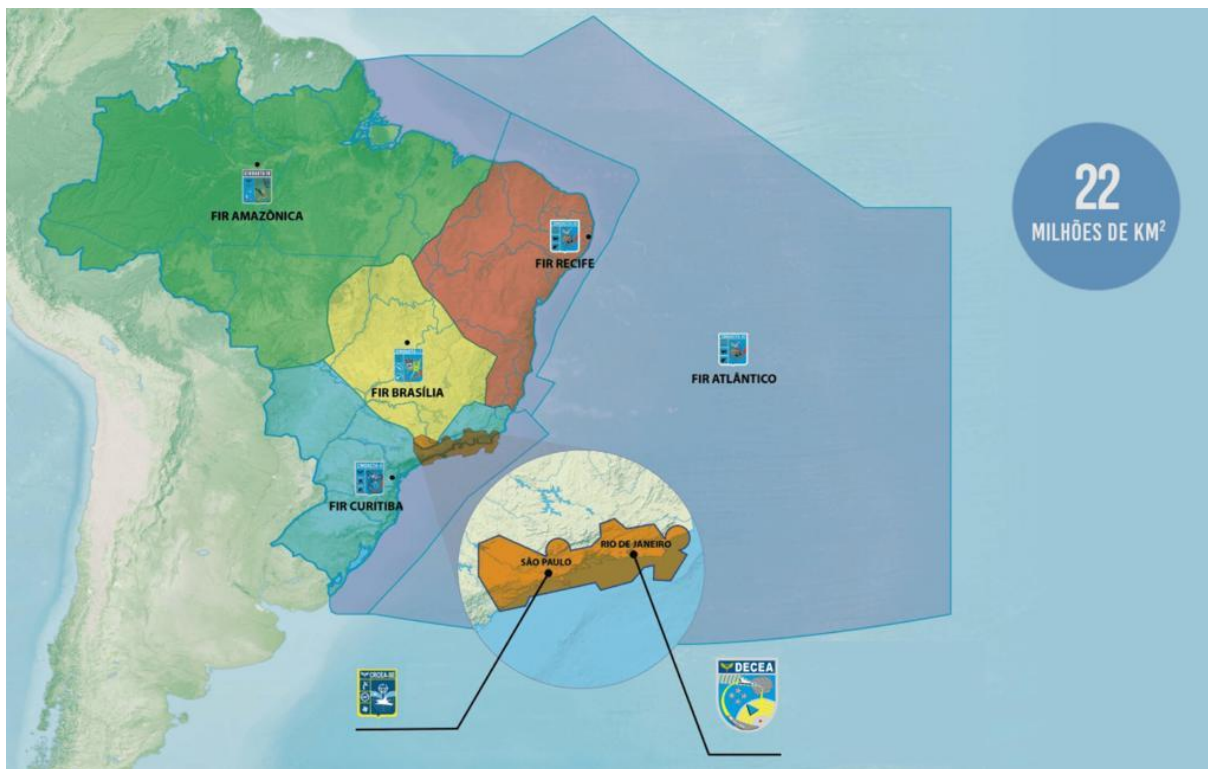 22
MILHÕES DE KM²
FIR AMAZÔNICA
FIR RECIFE
FIR ATLÂNTICO
FIR BRASÍLIA
FIR CURITIBA
RIO DE JANEIRO
SÃO PAULO
DECEA